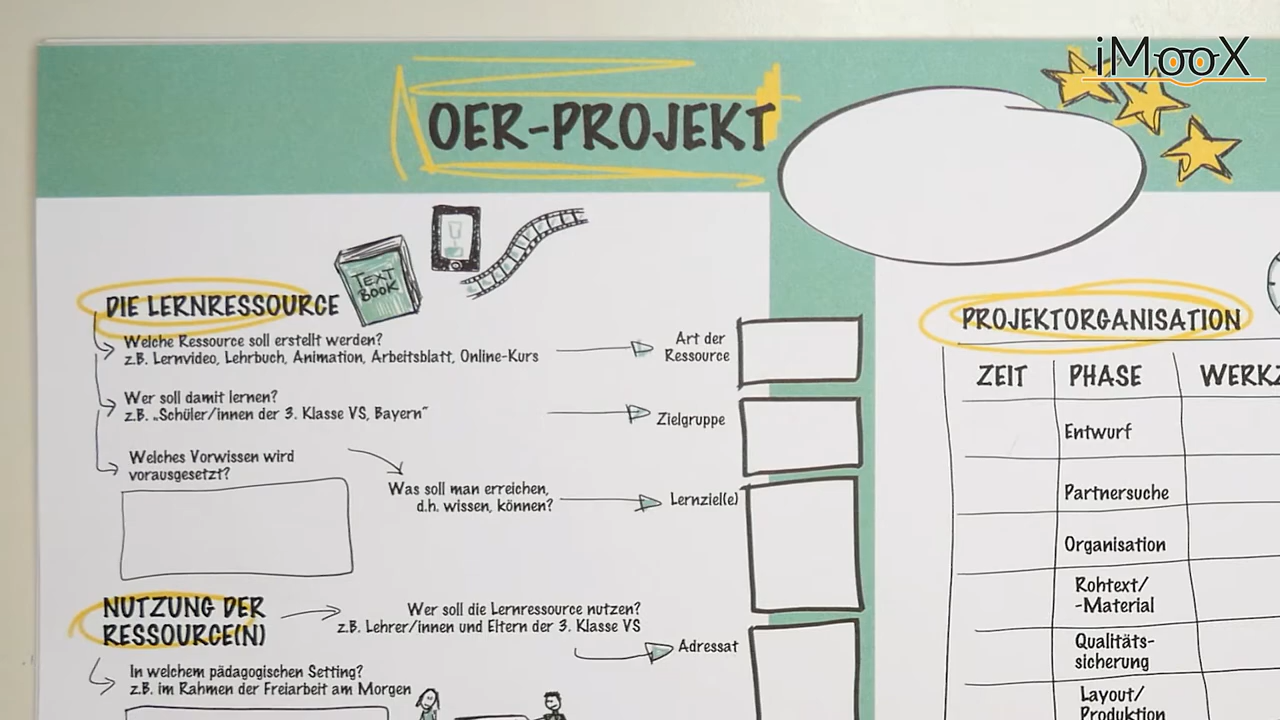 iMooX
OER-PROJEKT
TEXT
BOOK
DIE LERNRESSOURCE
Welche Ressource soll erstellt werden?
z.B. Lernvideo, Lehrbuch, Animation, Arbeitsblatt, Online-Kurs
Art der
Ressource
Wer soll damit lernen?
z.B. „Schüler/innen der 3. Klasse VS, Bayern“
Zielgruppe
Welches Vorwissen wird
vorausgesetzt?
Was soll man erreichen,
d.h. wissen, können?
Lernziel(e)
NUTZUNG DER
RESSOURCE(N)
Wer soll die Lernressource nutzen?
z.B. Lehrer/innen und Eltern der 3. Klasse VS
Adressat
In welchem pädagogischen Setting?
z.B. im Rahmen der Freiarbeit am Morgen
PROJEKTORGANISATION
ZEIT PHASE WERKZ
Entwurf
Partnersuche
Organisation
Rohtext/
-Material
Qualitäts-
sicherung
Layout/
Produktion